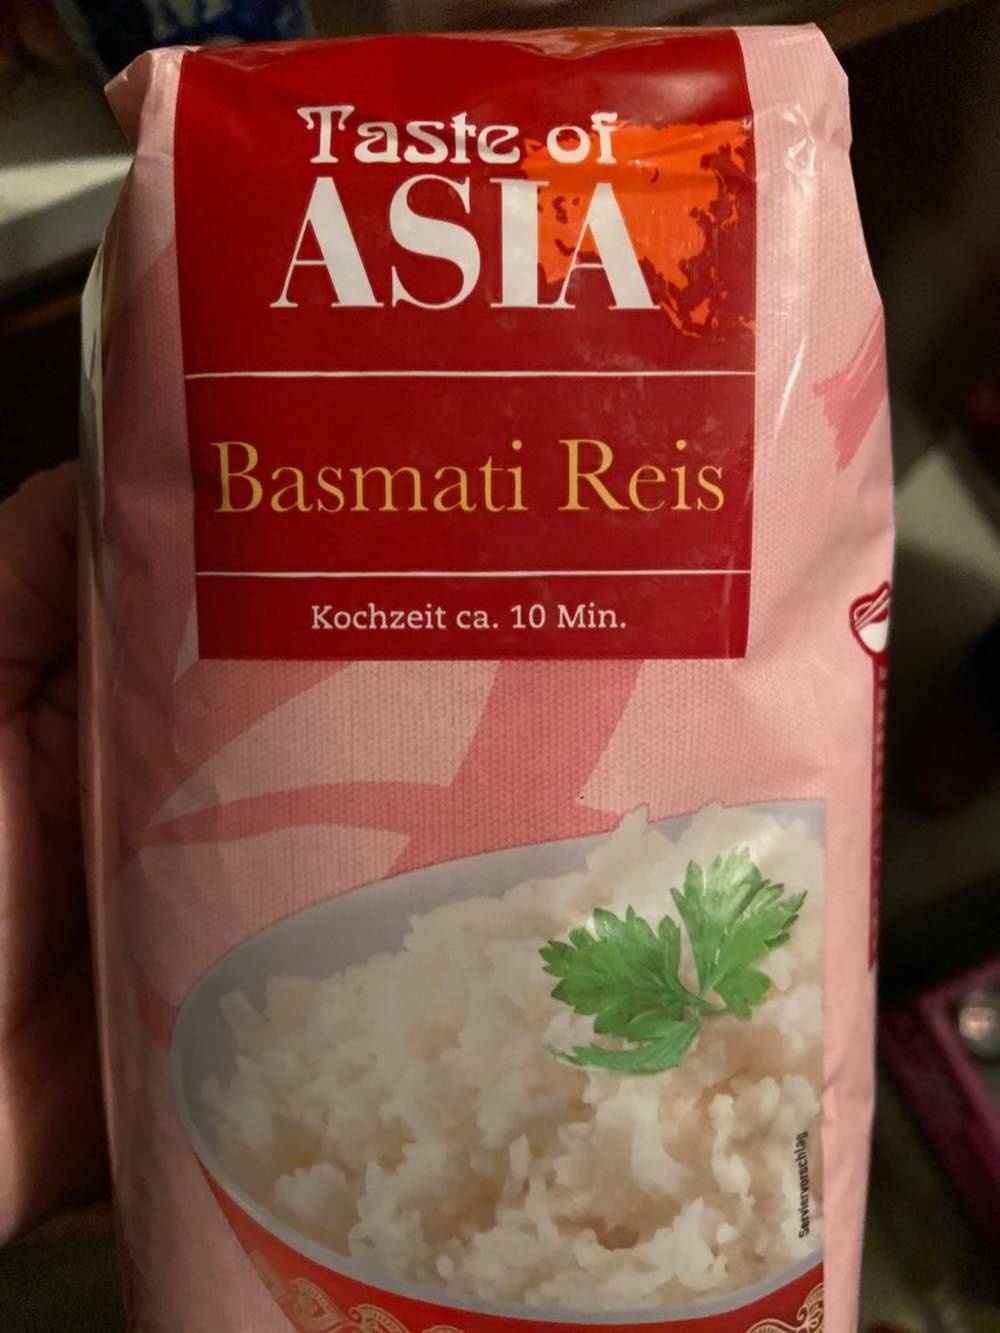 Taste of
ASIA
Basmati Reis
Kochzeit ca. 10 Min.
Serviervorschlag